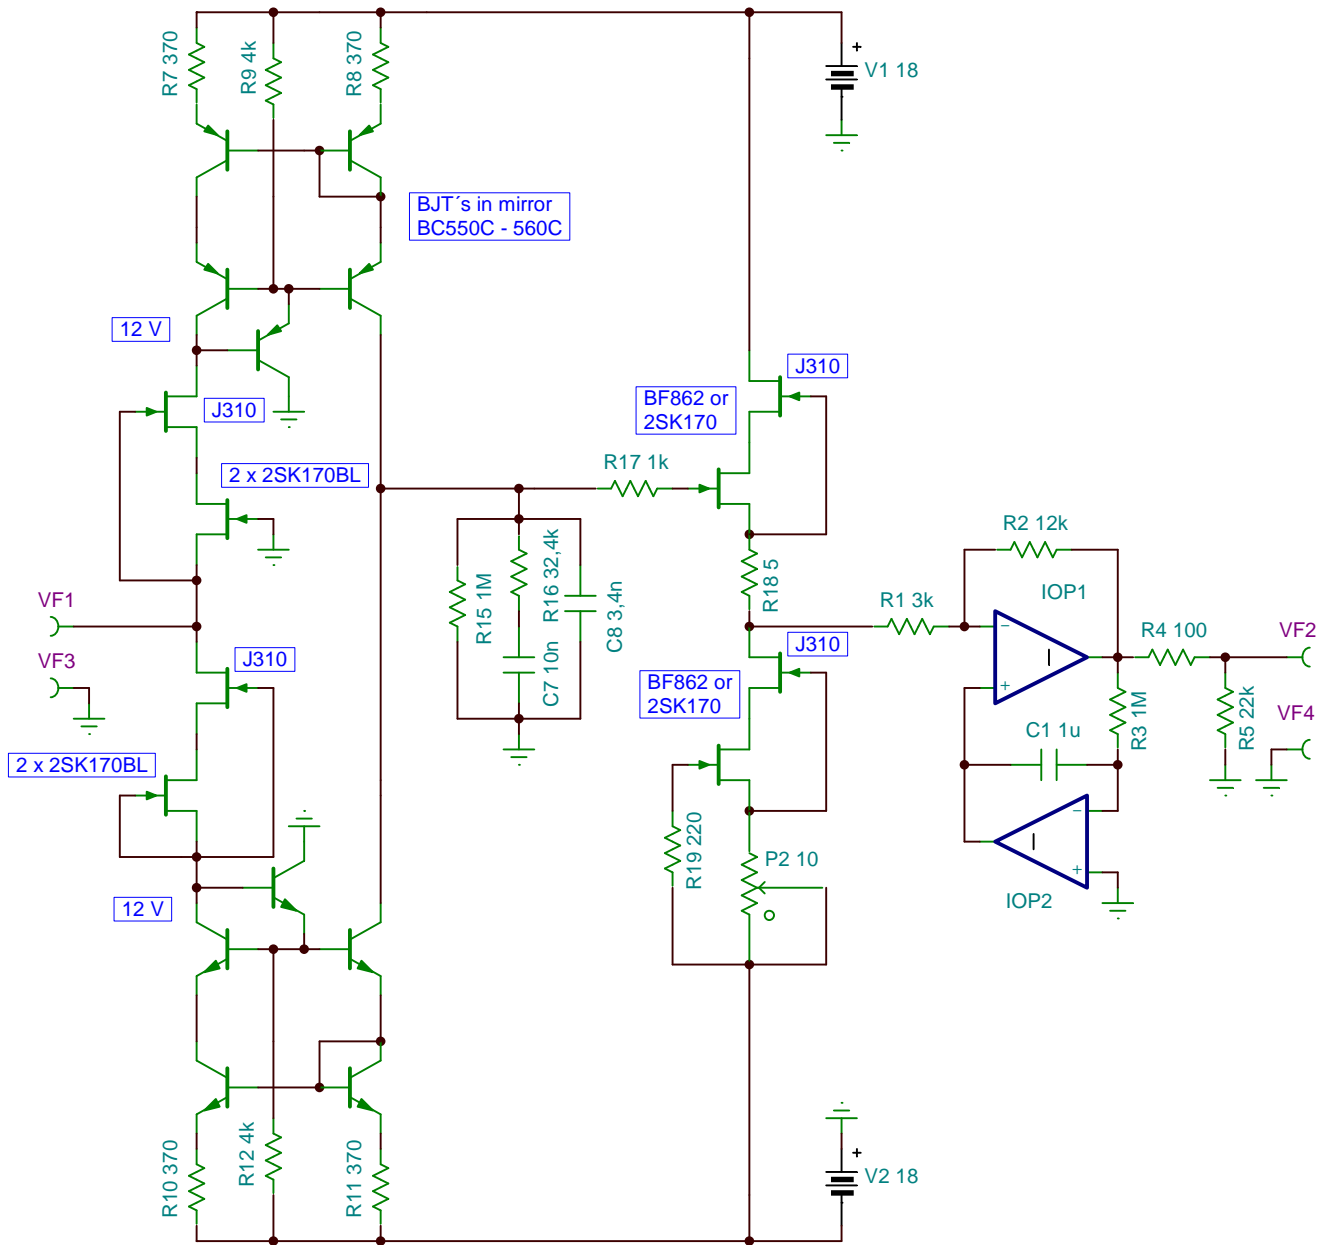 R7 370
R9 4k
R8 370
V1 18
BJT´s in mirror
BC550C - 560C
12 V
J310
2 x 2SK170BL
J310
BF862 or
2SK170
R17 1k
R15 1M
R16 32,4k
C7 10n
C8 3,4n
R18 5
R2 12k
IOP1
R1 3k
R4 100
VF2
VF1
VF3
J310
J310
BF862 or
2SK170
R3 1M
C1 1u
R5 22k
VF4
2 x 2SK170BL
R19 220
P2 10
IOP2
12 V
R10 370
R12 4k
R11 370
V2 18